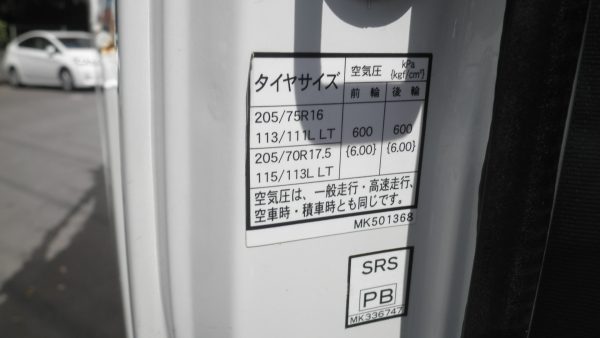 タイヤサイズ 空気圧 kPa {kgf/cm²}
前輪 後輪
205/75R16
113/111L LT 600 600
205/70R17.5 {6.00} {6.00}
115/113L LT
空気圧は、一般走行・高速走行、
空車時・積車時とも同じです。
MK501368
SRS
PB
MK336747